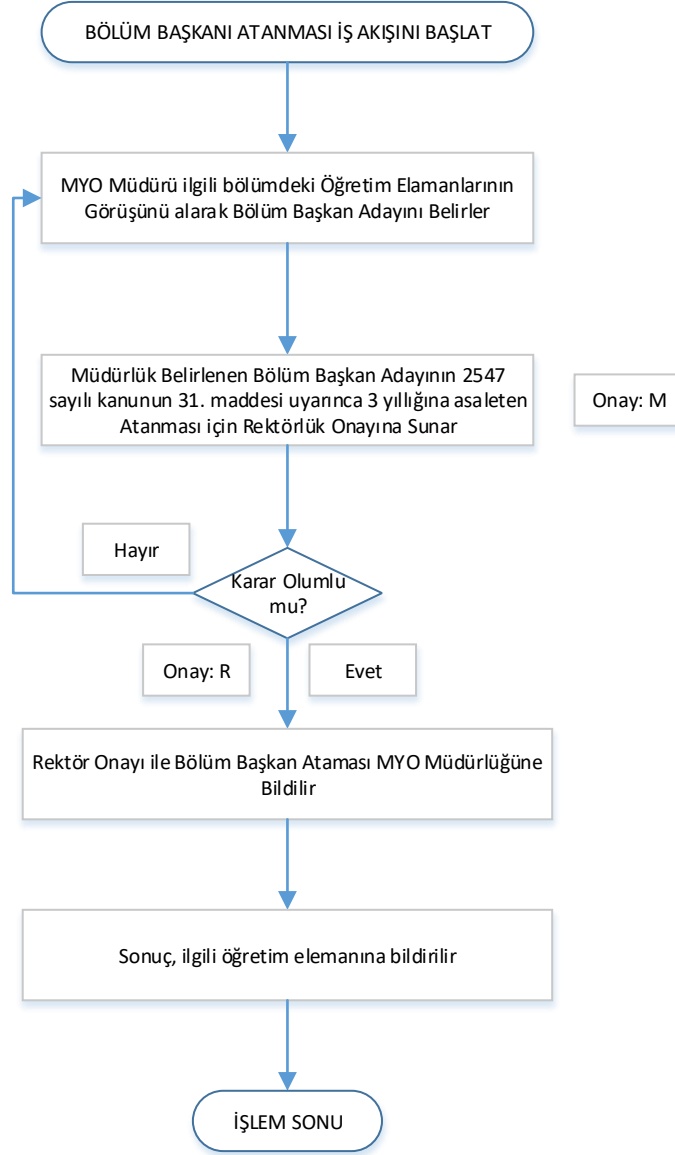 BÖLÜM BAŞKANI ATANMASI İŞ AKIŞINI BAŞLAT
MYO Müdürü ilgili bölümdeki Öğretim Elamanlarının
Görüşünü alarak Bölüm Başkan Adayını Belirler
Müdürlük Belirlenen Bölüm Başkan Adayının 2547
sayılı kanunun 31. maddesi uyarınca 3 yıllığına asaleten
Atanması için Rektörlük Onayına Sunar
Onay: M
Hayır
Karar Olumlu
mu?
Onay: R
Evet
Rektör Onayı ile Bölüm Başkan Ataması MYO Müdürlüğüne
Bildilir
Sonuç, ilgili öğretim elemanına bildirilir
İŞLEM SONU